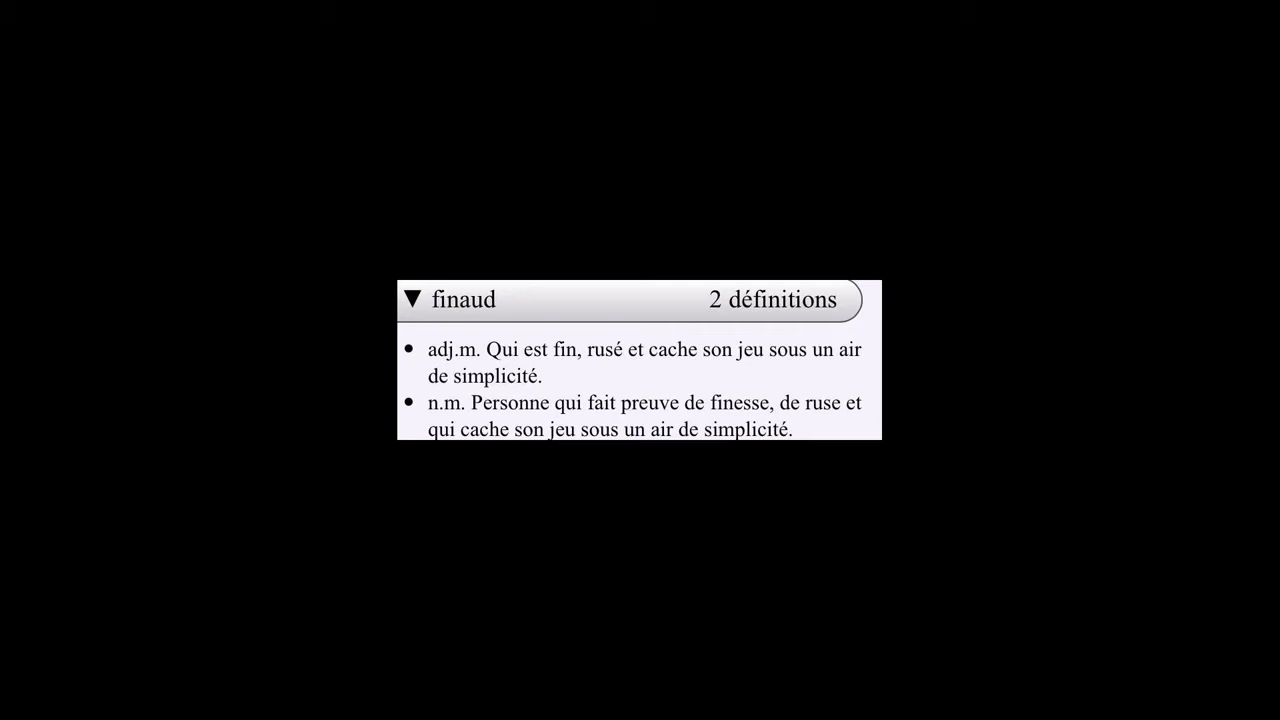 ▼ finaud 2 définitions
• adj.m. Qui est fin, rusé et cache son jeu sous un air
de simplicité.
• n.m. Personne qui fait preuve de finesse, de ruse et
qui cache son jeu sous un air de simplicité.